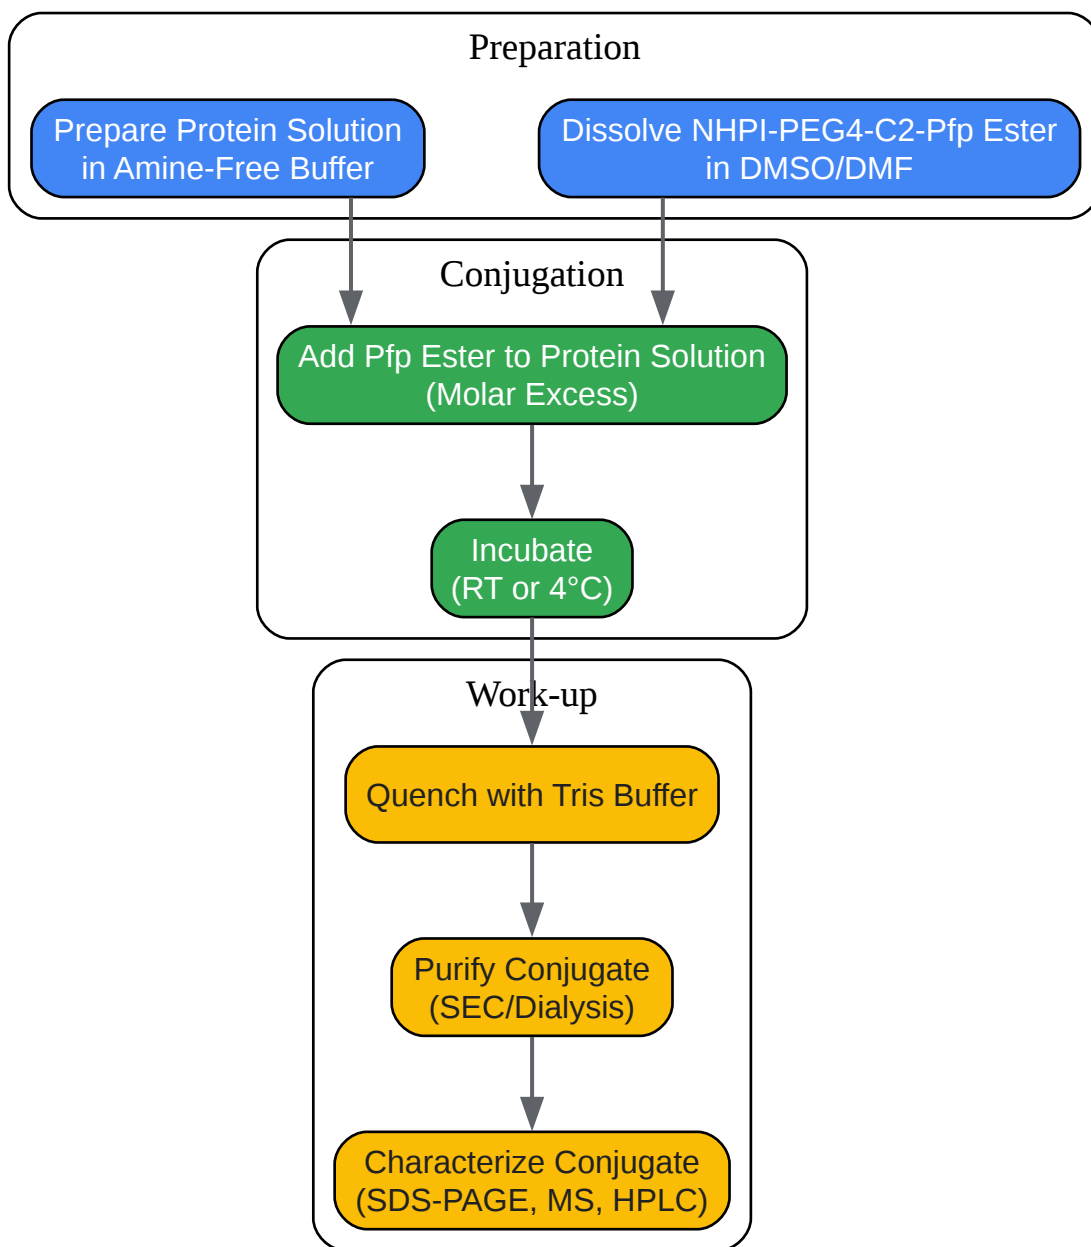 Preparation
Prepare Protein Solution
in Amine-Free Buffer
Dissolve NHPI-PEG4-C2-Pfp Ester
in DMSO/DMF
Conjugation
Add Pfp Ester to Protein Solution
(Molar Excess)
Incubate
(RT or 4°C)
Work-up
Quench with Tris Buffer
Purify Conjugate
(SEC/Dialysis)
Characterize Conjugate
(SDS-PAGE, MS, HPLC)